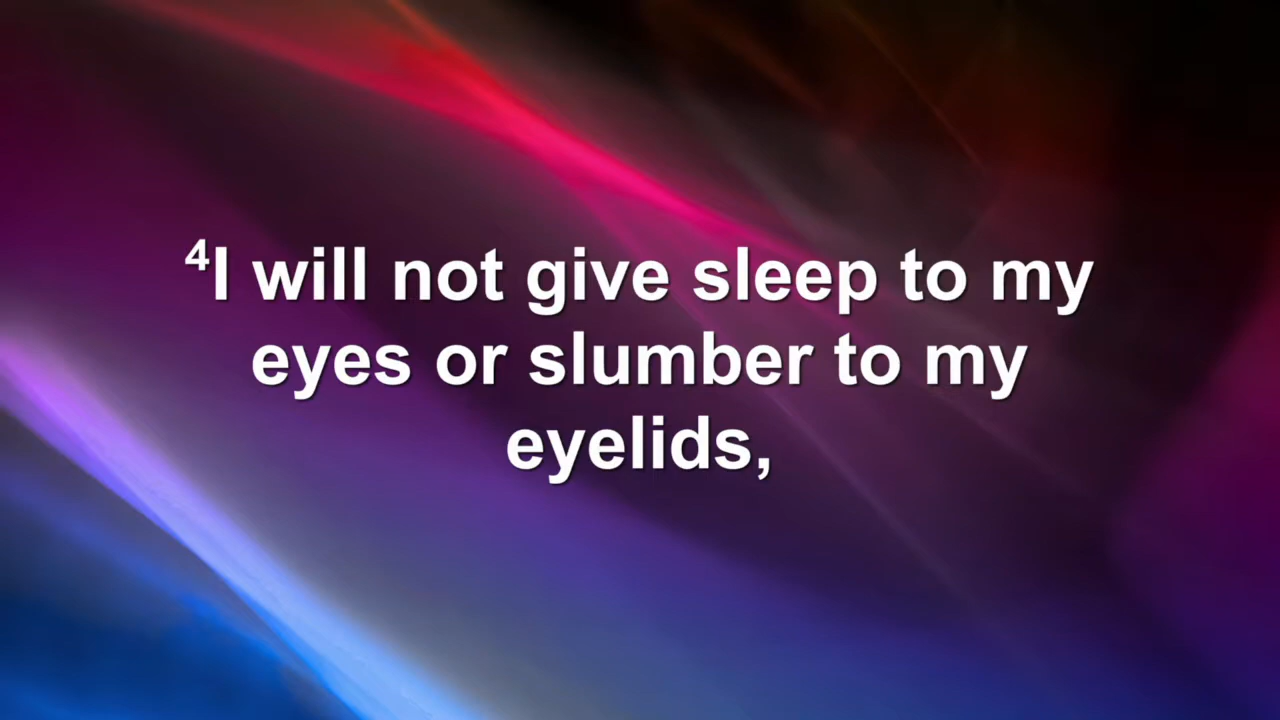 ⁴I will not give sleep to my
eyes or slumber to my
eyelids,